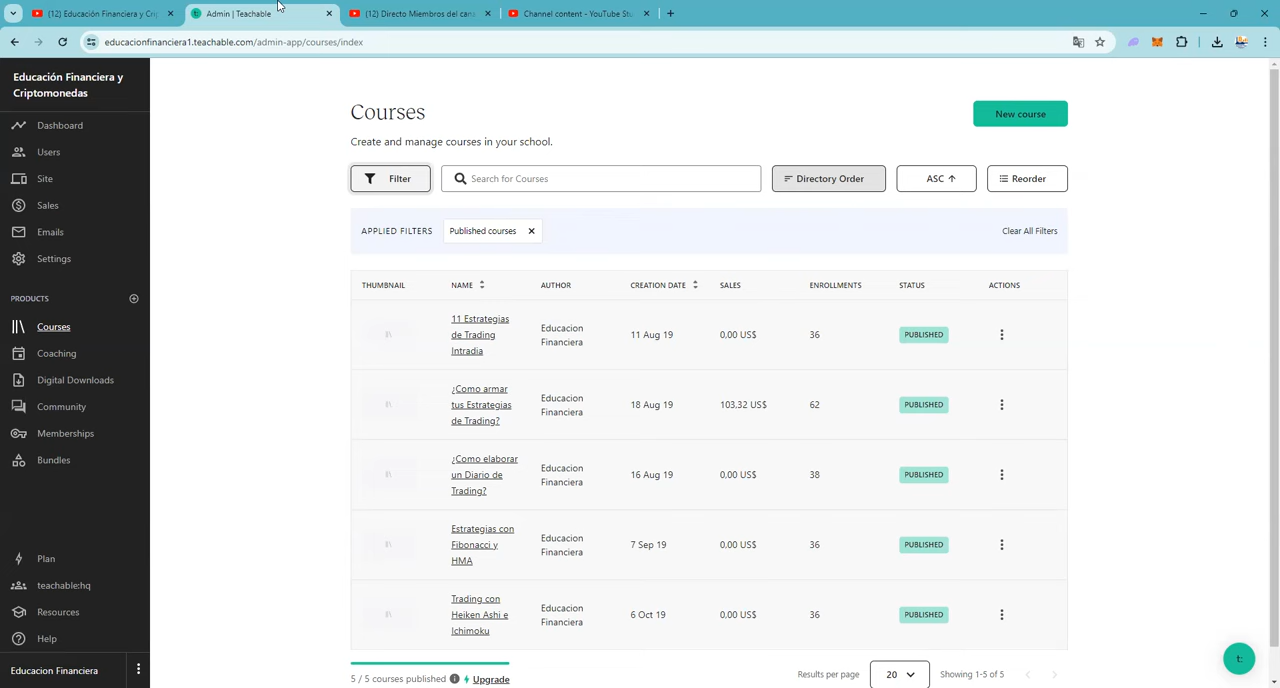 (12) Educación Financiera y Crip
Admin | Teachable
(12) Directo Miembros del cana
Channel content - YouTube Stu
educacionfinanciera1.teachable.com/admin-app/courses/index
Educación Financiera y
Criptomonedas
Dashboard
Users
Site
Sales
Emails
Settings
PRODUCTS
Courses
Coaching
Digital Downloads
Community
Memberships
Bundles
Plan
teachable:hq
Resources
Help
Educacion Financiera
Courses
New course
Create and manage courses in your school.
Filter
Search for Courses
Directory Order
ASC ↑
Reorder
APPLIED FILTERS
Published courses ×
Clear All Filters
THUMBNAIL NAME AUTHOR CREATION DATE SALES ENROLLMENTS STATUS ACTIONS
11 Estrategias
de Trading
Intradia
Educacion
Financiera
11 Aug 19
0,00 US$
36
PUBLISHED
¿Como armar
tus Estrategias
de Trading?
Educacion
Financiera
18 Aug 19
103,32 US$
62
PUBLISHED
¿Como elaborar
un Diario de
Trading?
Educacion
Financiera
16 Aug 19
0,00 US$
38
PUBLISHED
Estrategias con
Fibonacci y
HMA
Educacion
Financiera
7 Sep 19
0,00 US$
36
PUBLISHED
Trading con
Heiken Ashi e
Ichimoku
Educacion
Financiera
6 Oct 19
0,00 US$
36
PUBLISHED
5 / 5 courses published
Upgrade
Results per page
20
Showing 1-5 of 5
t: